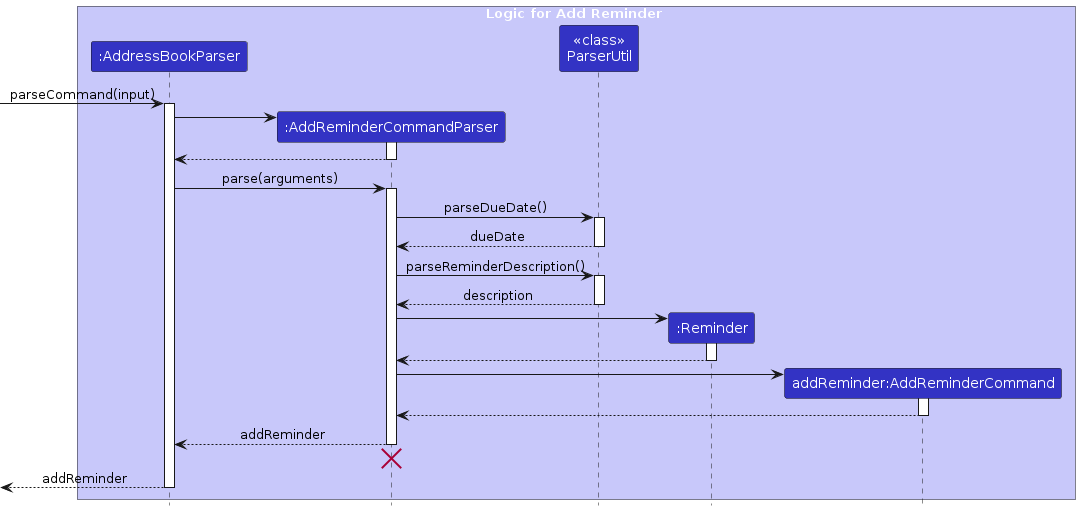 Logic for Add Reminder
«class»
ParserUtil
:AddressBookParser
parseCommand(input)
:AddReminderCommandParser
parse(arguments)
parseDueDate()
dueDate
parseReminderDescription()
description
:Reminder
addReminder:AddReminderCommand
addReminder
addReminder